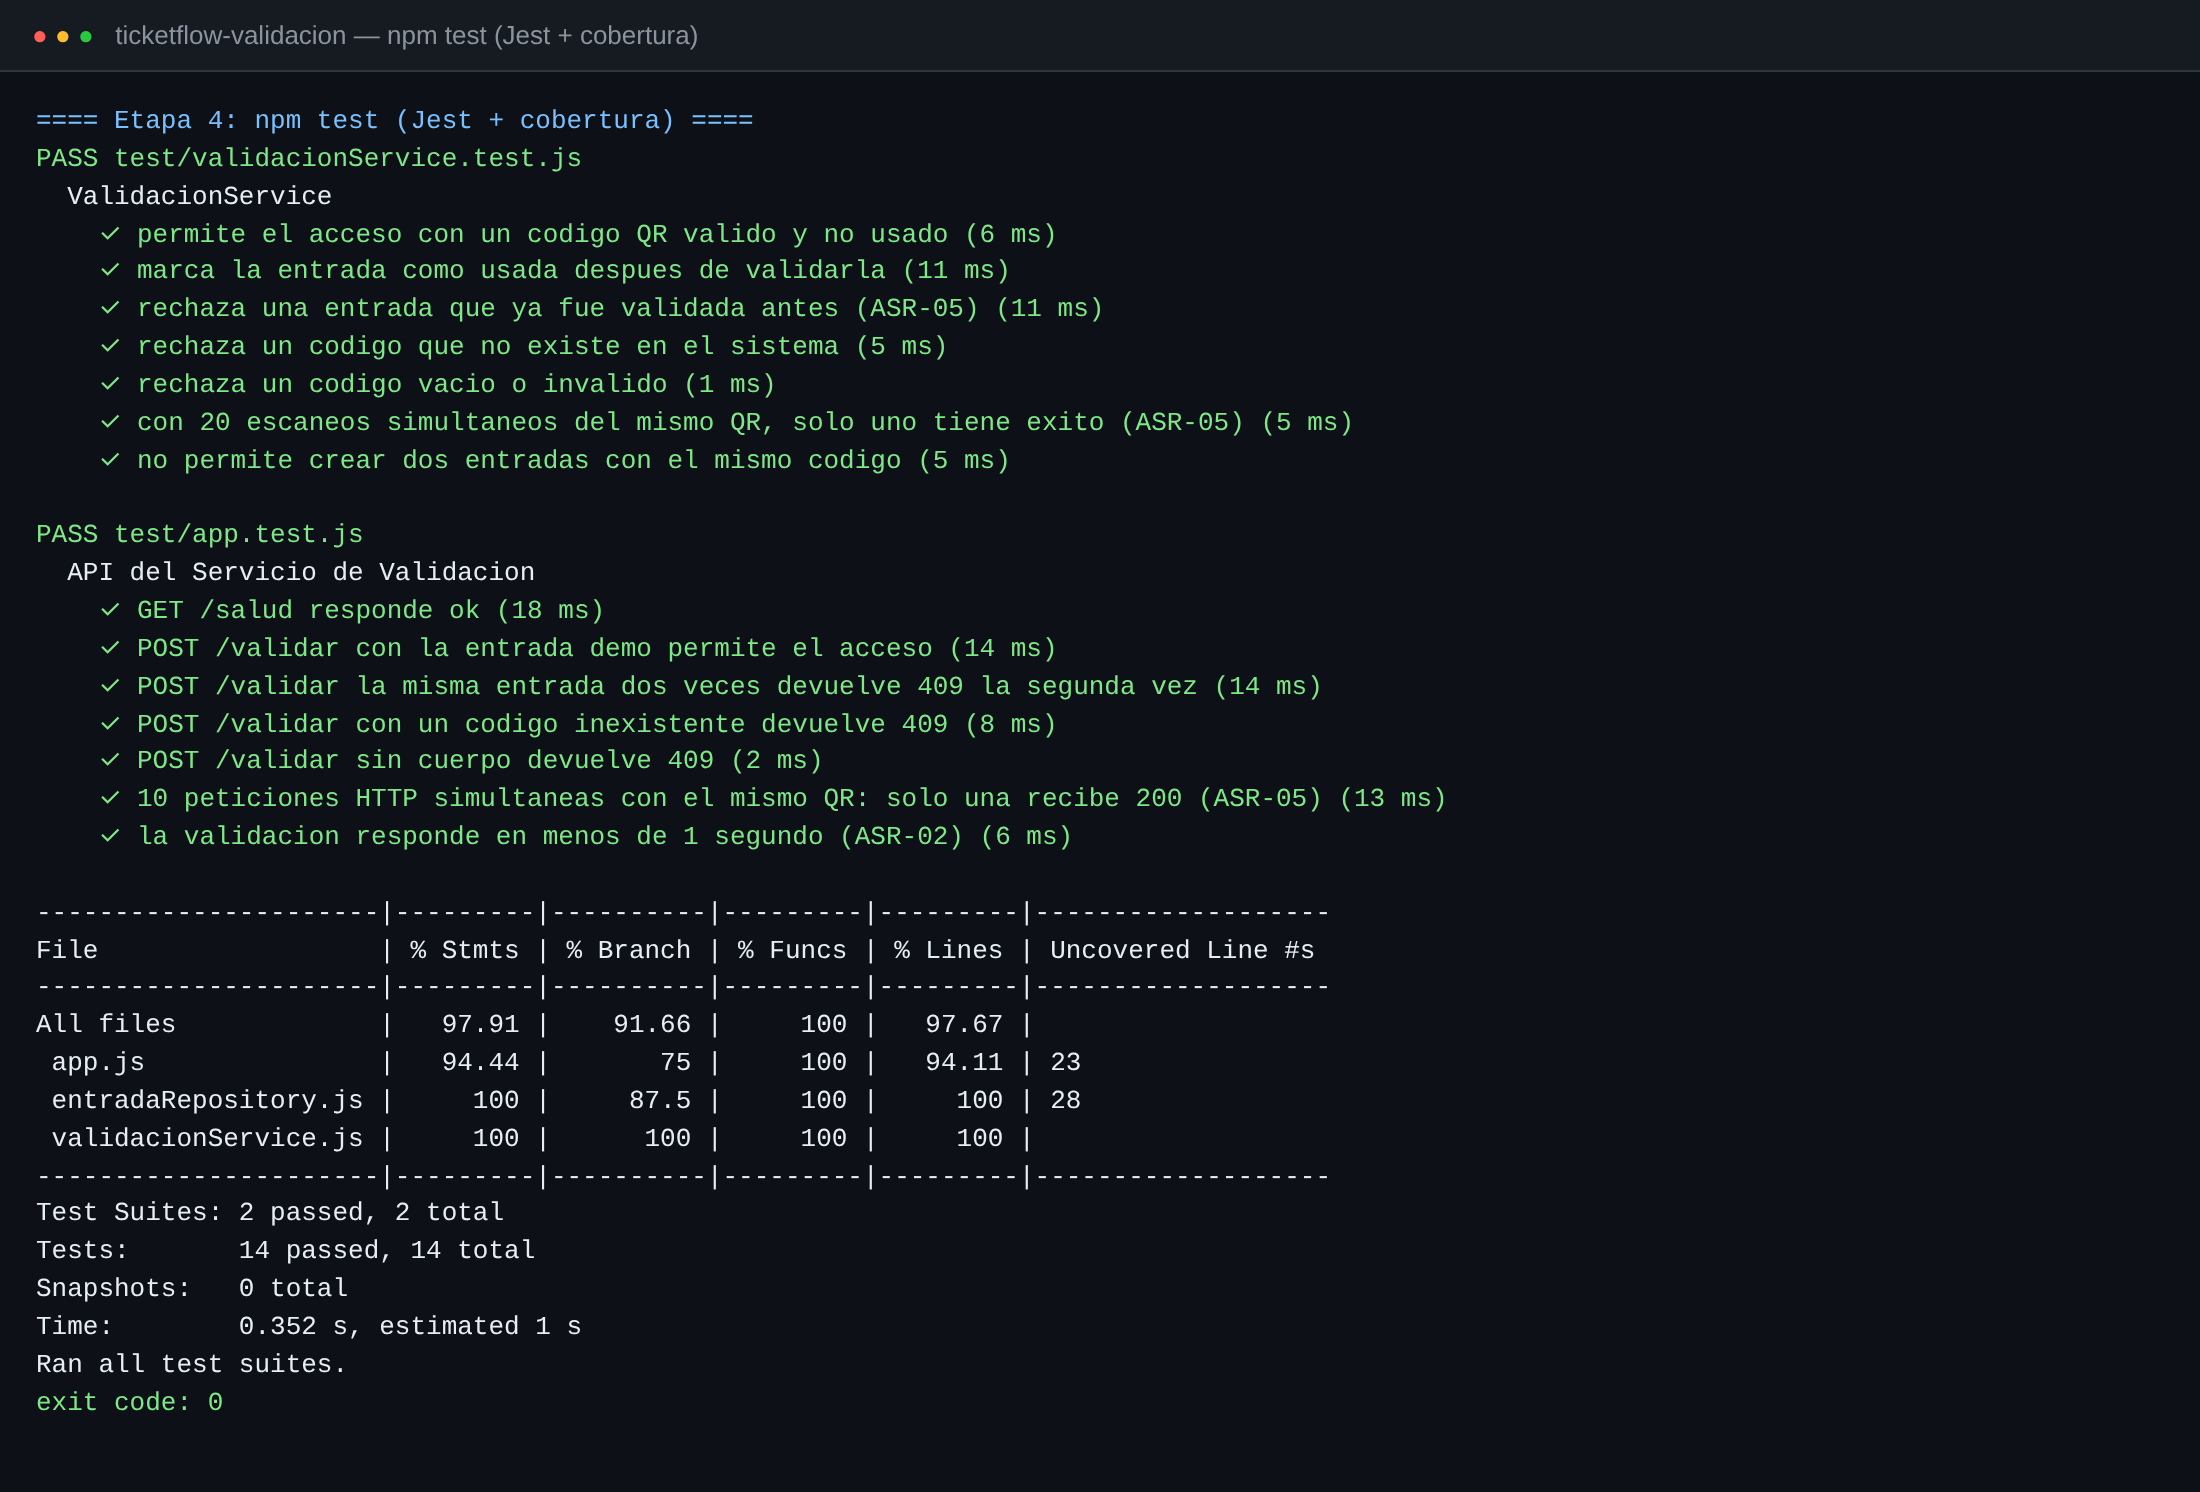 ticketflow-validacion — npm test (Jest + cobertura)
==== Etapa 4: npm test (Jest + cobertura) ====
PASS test/validacionService.test.js
  ValidacionService
    ✓ permite el acceso con un codigo QR valido y no usado (6 ms)
    ✓ marca la entrada como usada despues de validarla (11 ms)
    ✓ rechaza una entrada que ya fue validada antes (ASR-05) (11 ms)
    ✓ rechaza un codigo que no existe en el sistema (5 ms)
    ✓ rechaza un codigo vacio o invalido (1 ms)
    ✓ con 20 escaneos simultaneos del mismo QR, solo uno tiene exito (ASR-05) (5 ms)
    ✓ no permite crear dos entradas con el mismo codigo (5 ms)

PASS test/app.test.js
  API del Servicio de Validacion
    ✓ GET /salud responde ok (18 ms)
    ✓ POST /validar con la entrada demo permite el acceso (14 ms)
    ✓ POST /validar la misma entrada dos veces devuelve 409 la segunda vez (14 ms)
    ✓ POST /validar con un codigo inexistente devuelve 409 (8 ms)
    ✓ POST /validar sin cuerpo devuelve 409 (2 ms)
    ✓ 10 peticiones HTTP simultaneas con el mismo QR: solo una recibe 200 (ASR-05) (13 ms)
    ✓ la validacion responde en menos de 1 segundo (ASR-02) (6 ms)

----------------------|---------|----------|---------|---------|-------------------
File                  | % Stmts | % Branch | % Funcs | % Lines | Uncovered Line #s
----------------------|---------|----------|---------|---------|-------------------
All files             |   97.91 |    91.66 |     100 |   97.67 |
 app.js               |   94.44 |       75 |     100 |   94.11 | 23
 entradaRepository.js |     100 |     87.5 |     100 |     100 | 28
 validacionService.js |     100 |      100 |     100 |     100 |
----------------------|---------|----------|---------|---------|-------------------
Test Suites: 2 passed, 2 total
Tests:       14 passed, 14 total
Snapshots:   0 total
Time:        0.352 s, estimated 1 s
Ran all test suites.
exit code: 0